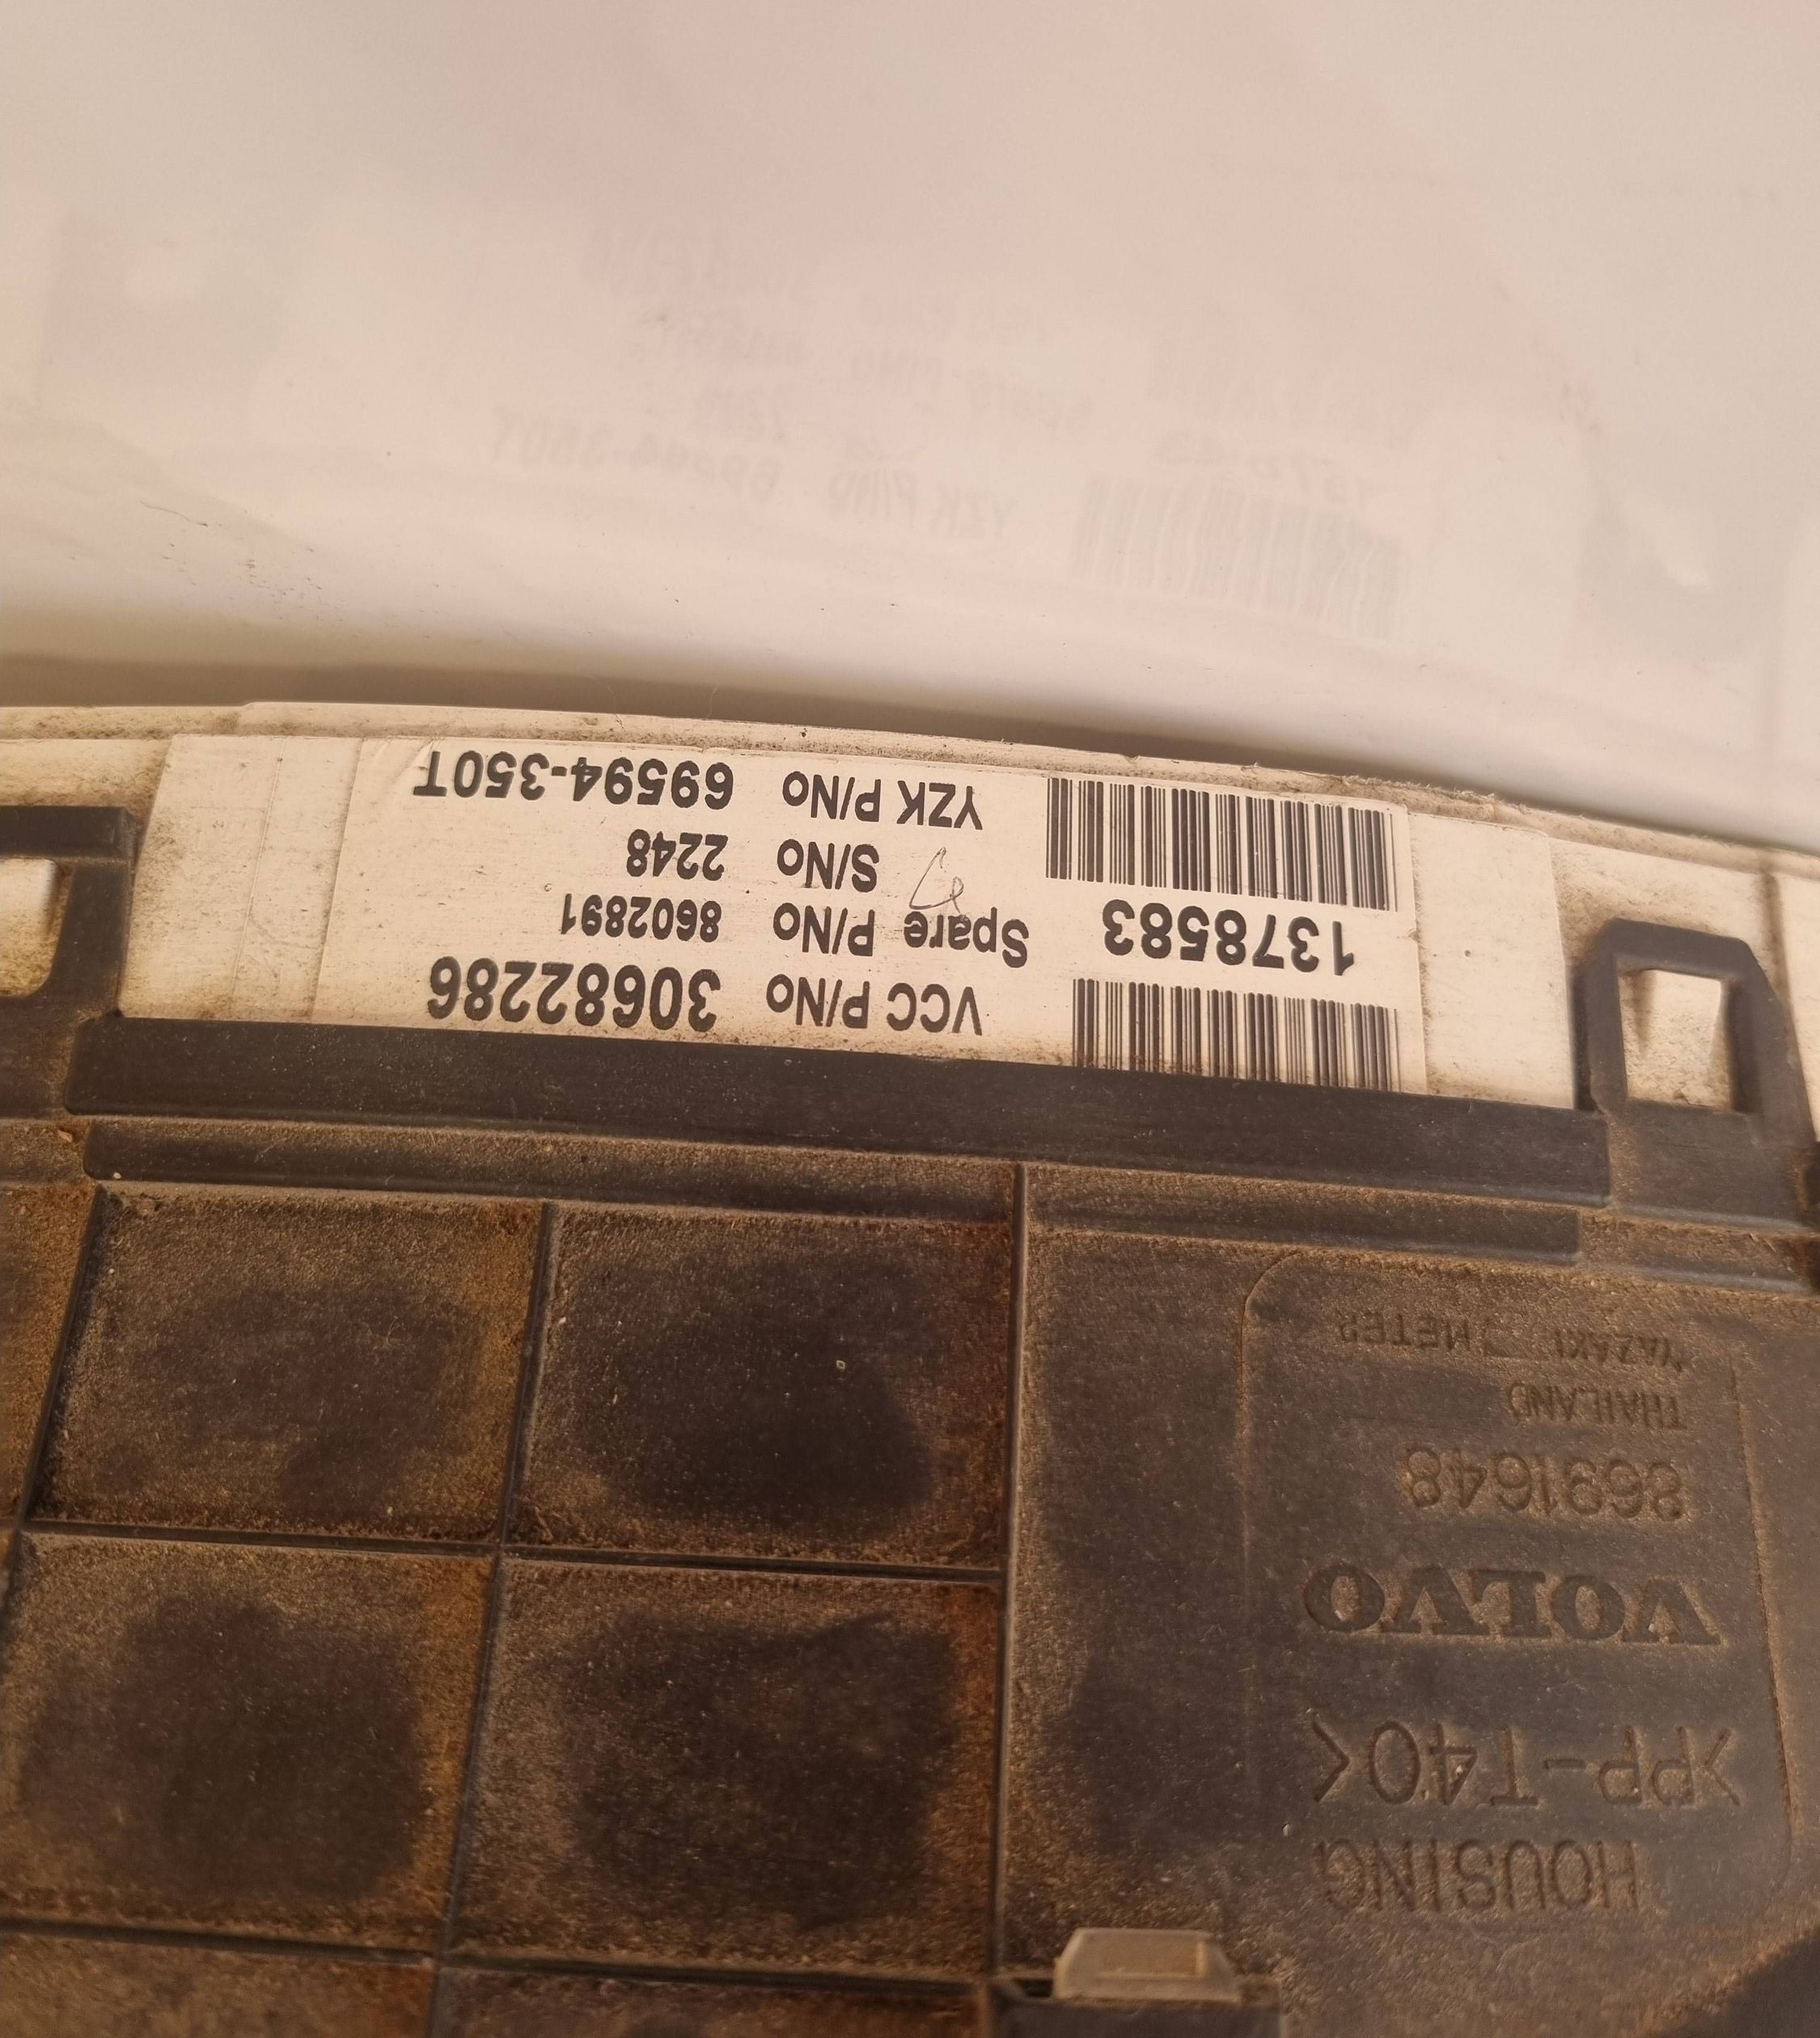 VCC P/No 30682286
Spare P/No 8602891
S/No 2248
YZK P/No 69594-350T
1378583
HOUSING
>PP-T40<
VOLVO
8691648
THAILAND
YAZAKI METER